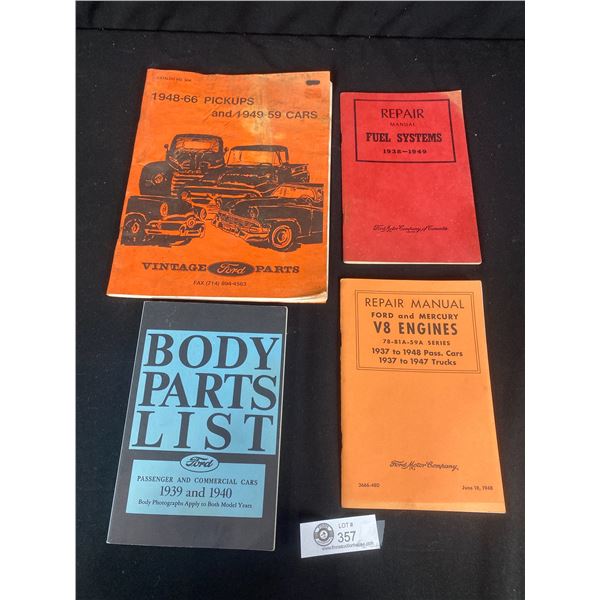 1948-66 PICKUPS
and 1949-59 CARS
VINTAGE Ford PARTS
FAX (714) 894-4563
REPAIR
MANUAL
FUEL SYSTEMS
1938-1949
Ford Motor Company of Canada
BODY
PARTS
LIST
Ford
PASSENGER AND COMMERCIAL CARS
1939 and 1940
Body Photographs Apply to Both Model Years
REPAIR MANUAL
FORD and MERCURY
V8 ENGINES
78-81A-59A SERIES
1937 to 1948 Pass. Cars
1937 to 1947 Trucks
Ford Motor Company
3666-48D
June 18, 1948
LOT #
357